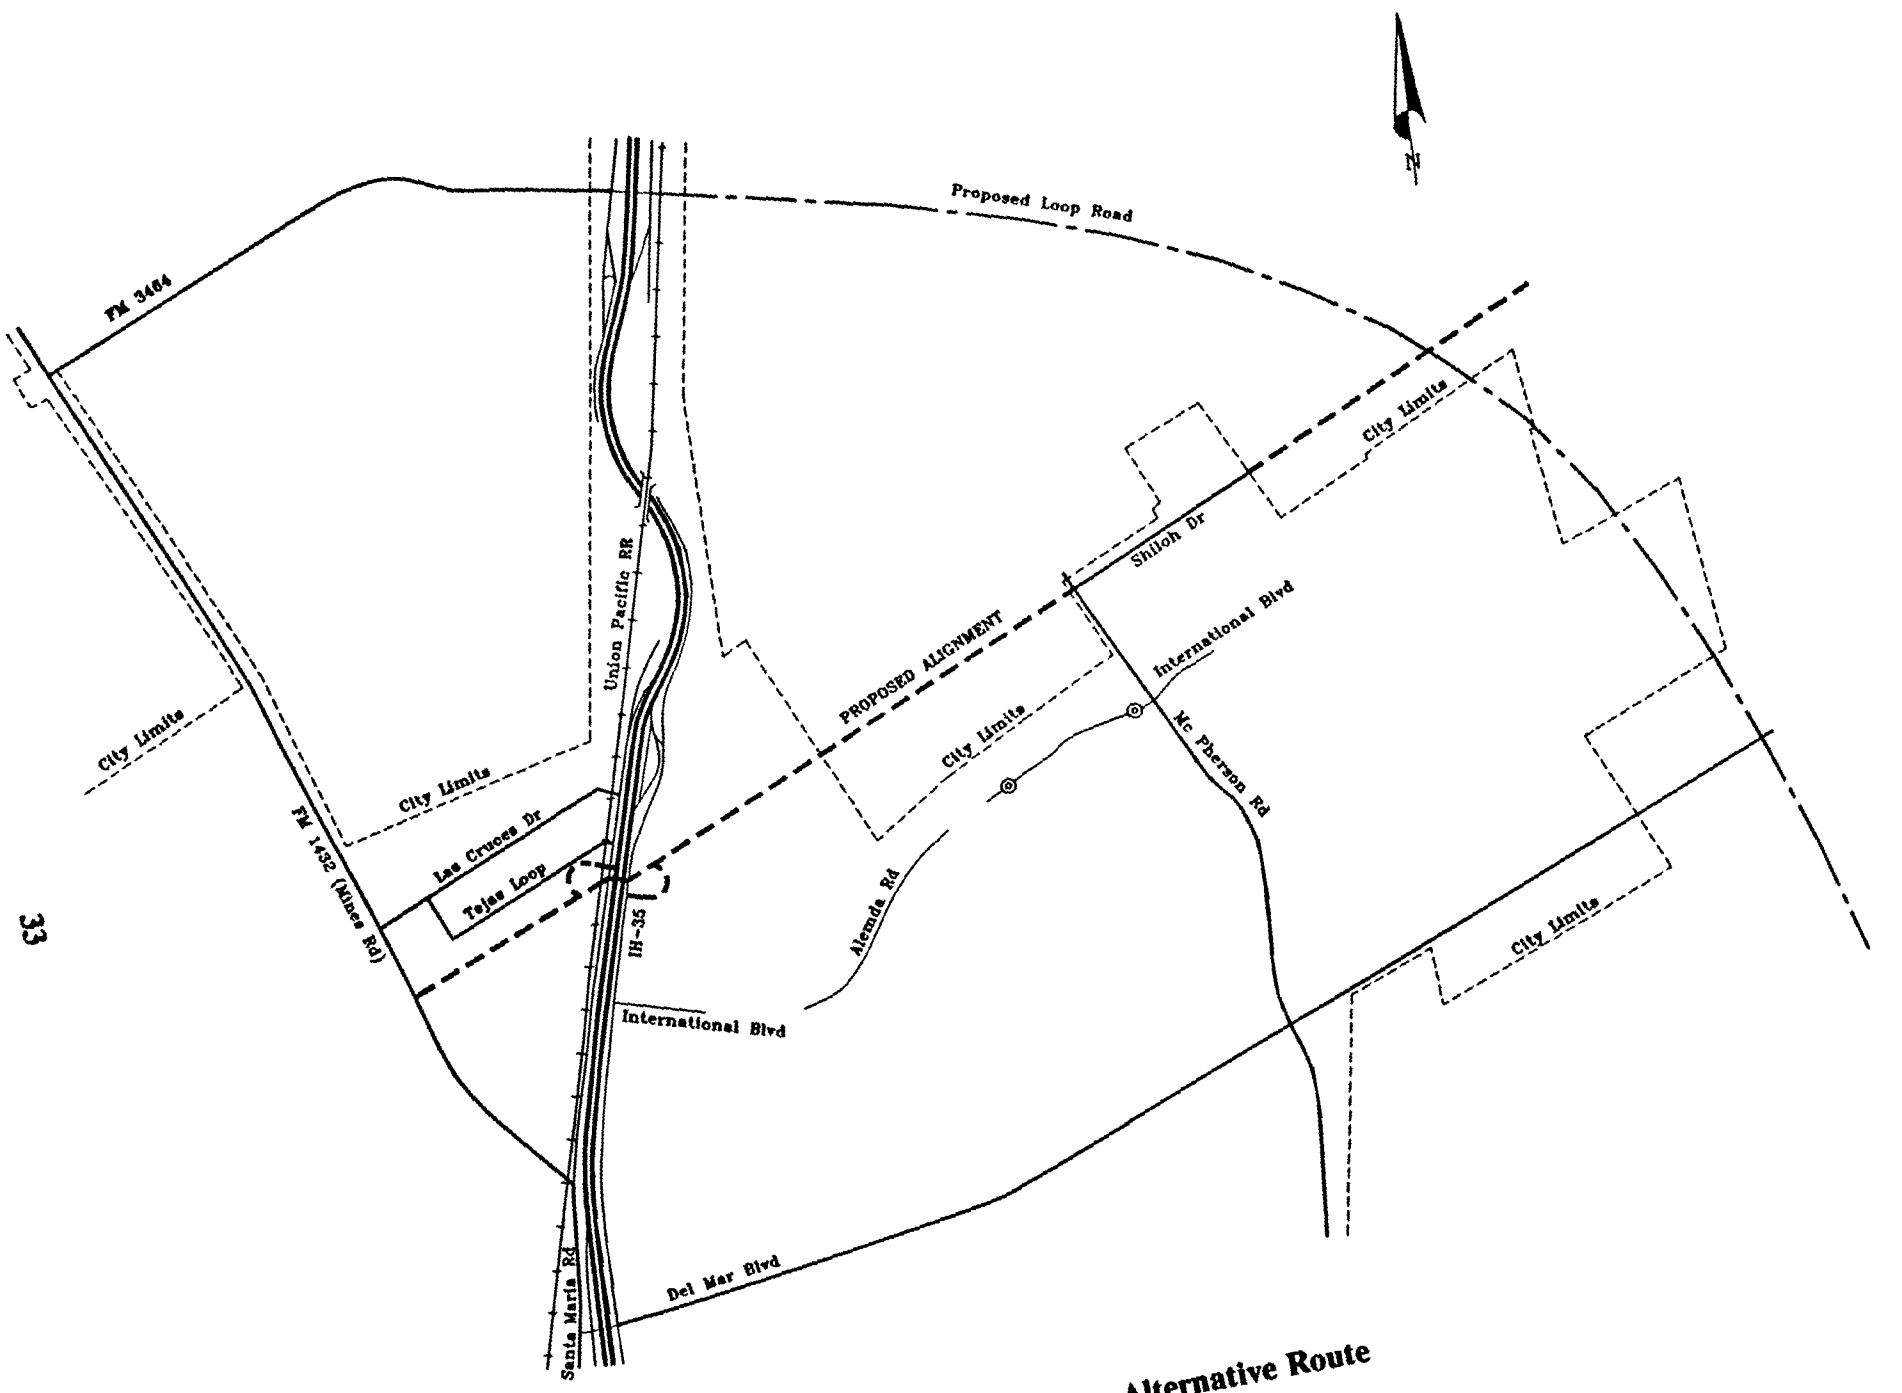 N
Proposed Loop Road
FM 3464
City Limits
Shiloh Dr
Union Pacific RR
International Blvd
PROPOSED ALIGNMENT
City Limits
City Limits
Mc Pherson Rd
City Limits
Las Cruces Dr
Tejas Loop
FM 1432 (Mines Rd)
Alemda Rd
City Limits
IH-35
33
International Blvd
Del Mar Blvd
Santa Maria Rd
Alternative Route